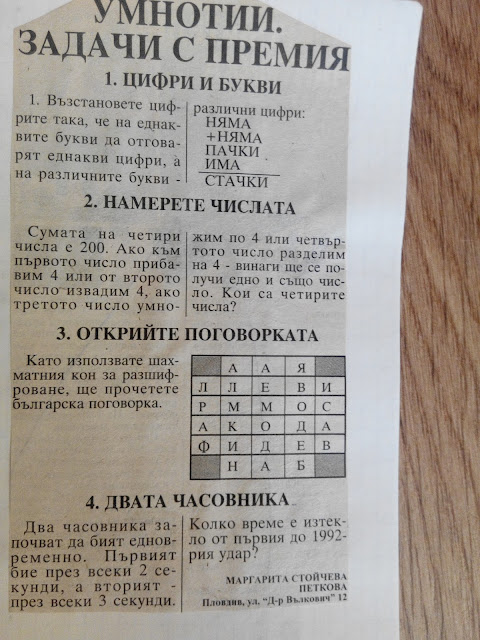 УМНОТИИ.
ЗАДАЧИ С ПРЕМИЯ
1. ЦИФРИ И БУКВИ
1. Възстановете циф-
рите така, че на еднак-
вите букви да отгова-
рят еднакви цифри, а
на различните букви -
различни цифри:
НЯМА
+НЯМА
ПАЧКИ
ИМА
СТАЧКИ
2. НАМЕРЕТЕ ЧИСЛАТА
Сумата на четири
числа е 200. Ако към
първото число приба-
вим 4 или от второто
число извадим 4, ако
третото число умно-
жим по 4 или четвър-
тото число разделим
на 4 - винаги ще се по-
лучи едно и също чис-
ло. Кои са четирите
числа?
3. ОТКРИЙТЕ ПОГОВОРКАТА
Като използвате шах-
матния кон за разшиф-
роване, ще прочетете
българска поговорка.
А А Я
Л Л Е В И
Р М М О С
А К О Д А
Ф И Д Е В
Н А Б
4. ДВАТА ЧАСОВНИКА
Два часовника за-
почват да бият еднов-
ременно. Първият
бие през всеки 2 се-
кунди, а вторият -
през всеки 3 секунди.
Колко време е изтек-
ло от първия до 1992-
рия удар?
МАРГАРИТА СТОЙЧЕВА
ПЕТКОВА
Пловдив, ул. "Д-р Вълкович" 12